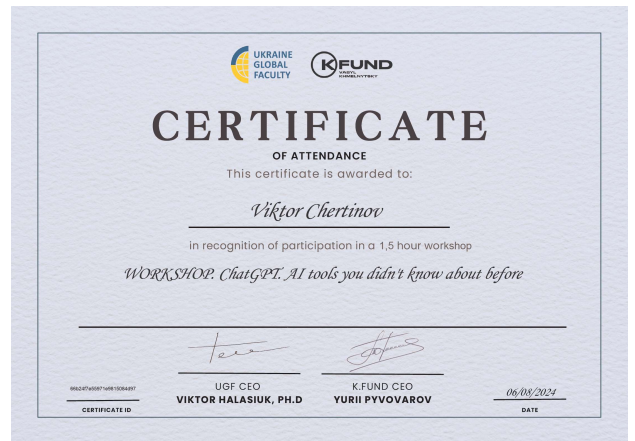 UKRAINE
GLOBAL
FACULTY
KFUND
VASYL
KHMELNYTSKY
CERTIFICATE
OF ATTENDANCE
This certificate is awarded to:
Viktor Chertinov
in recognition of participation in a 1,5 hour workshop
WORKSHOP. ChatGPT. AI tools you didn't know about before
UGF CEO
VIKTOR HALASIUK, PH.D
K.FUND CEO
YURII PYVOVAROV
CERTIFICATE ID
06/08/2024
DATE